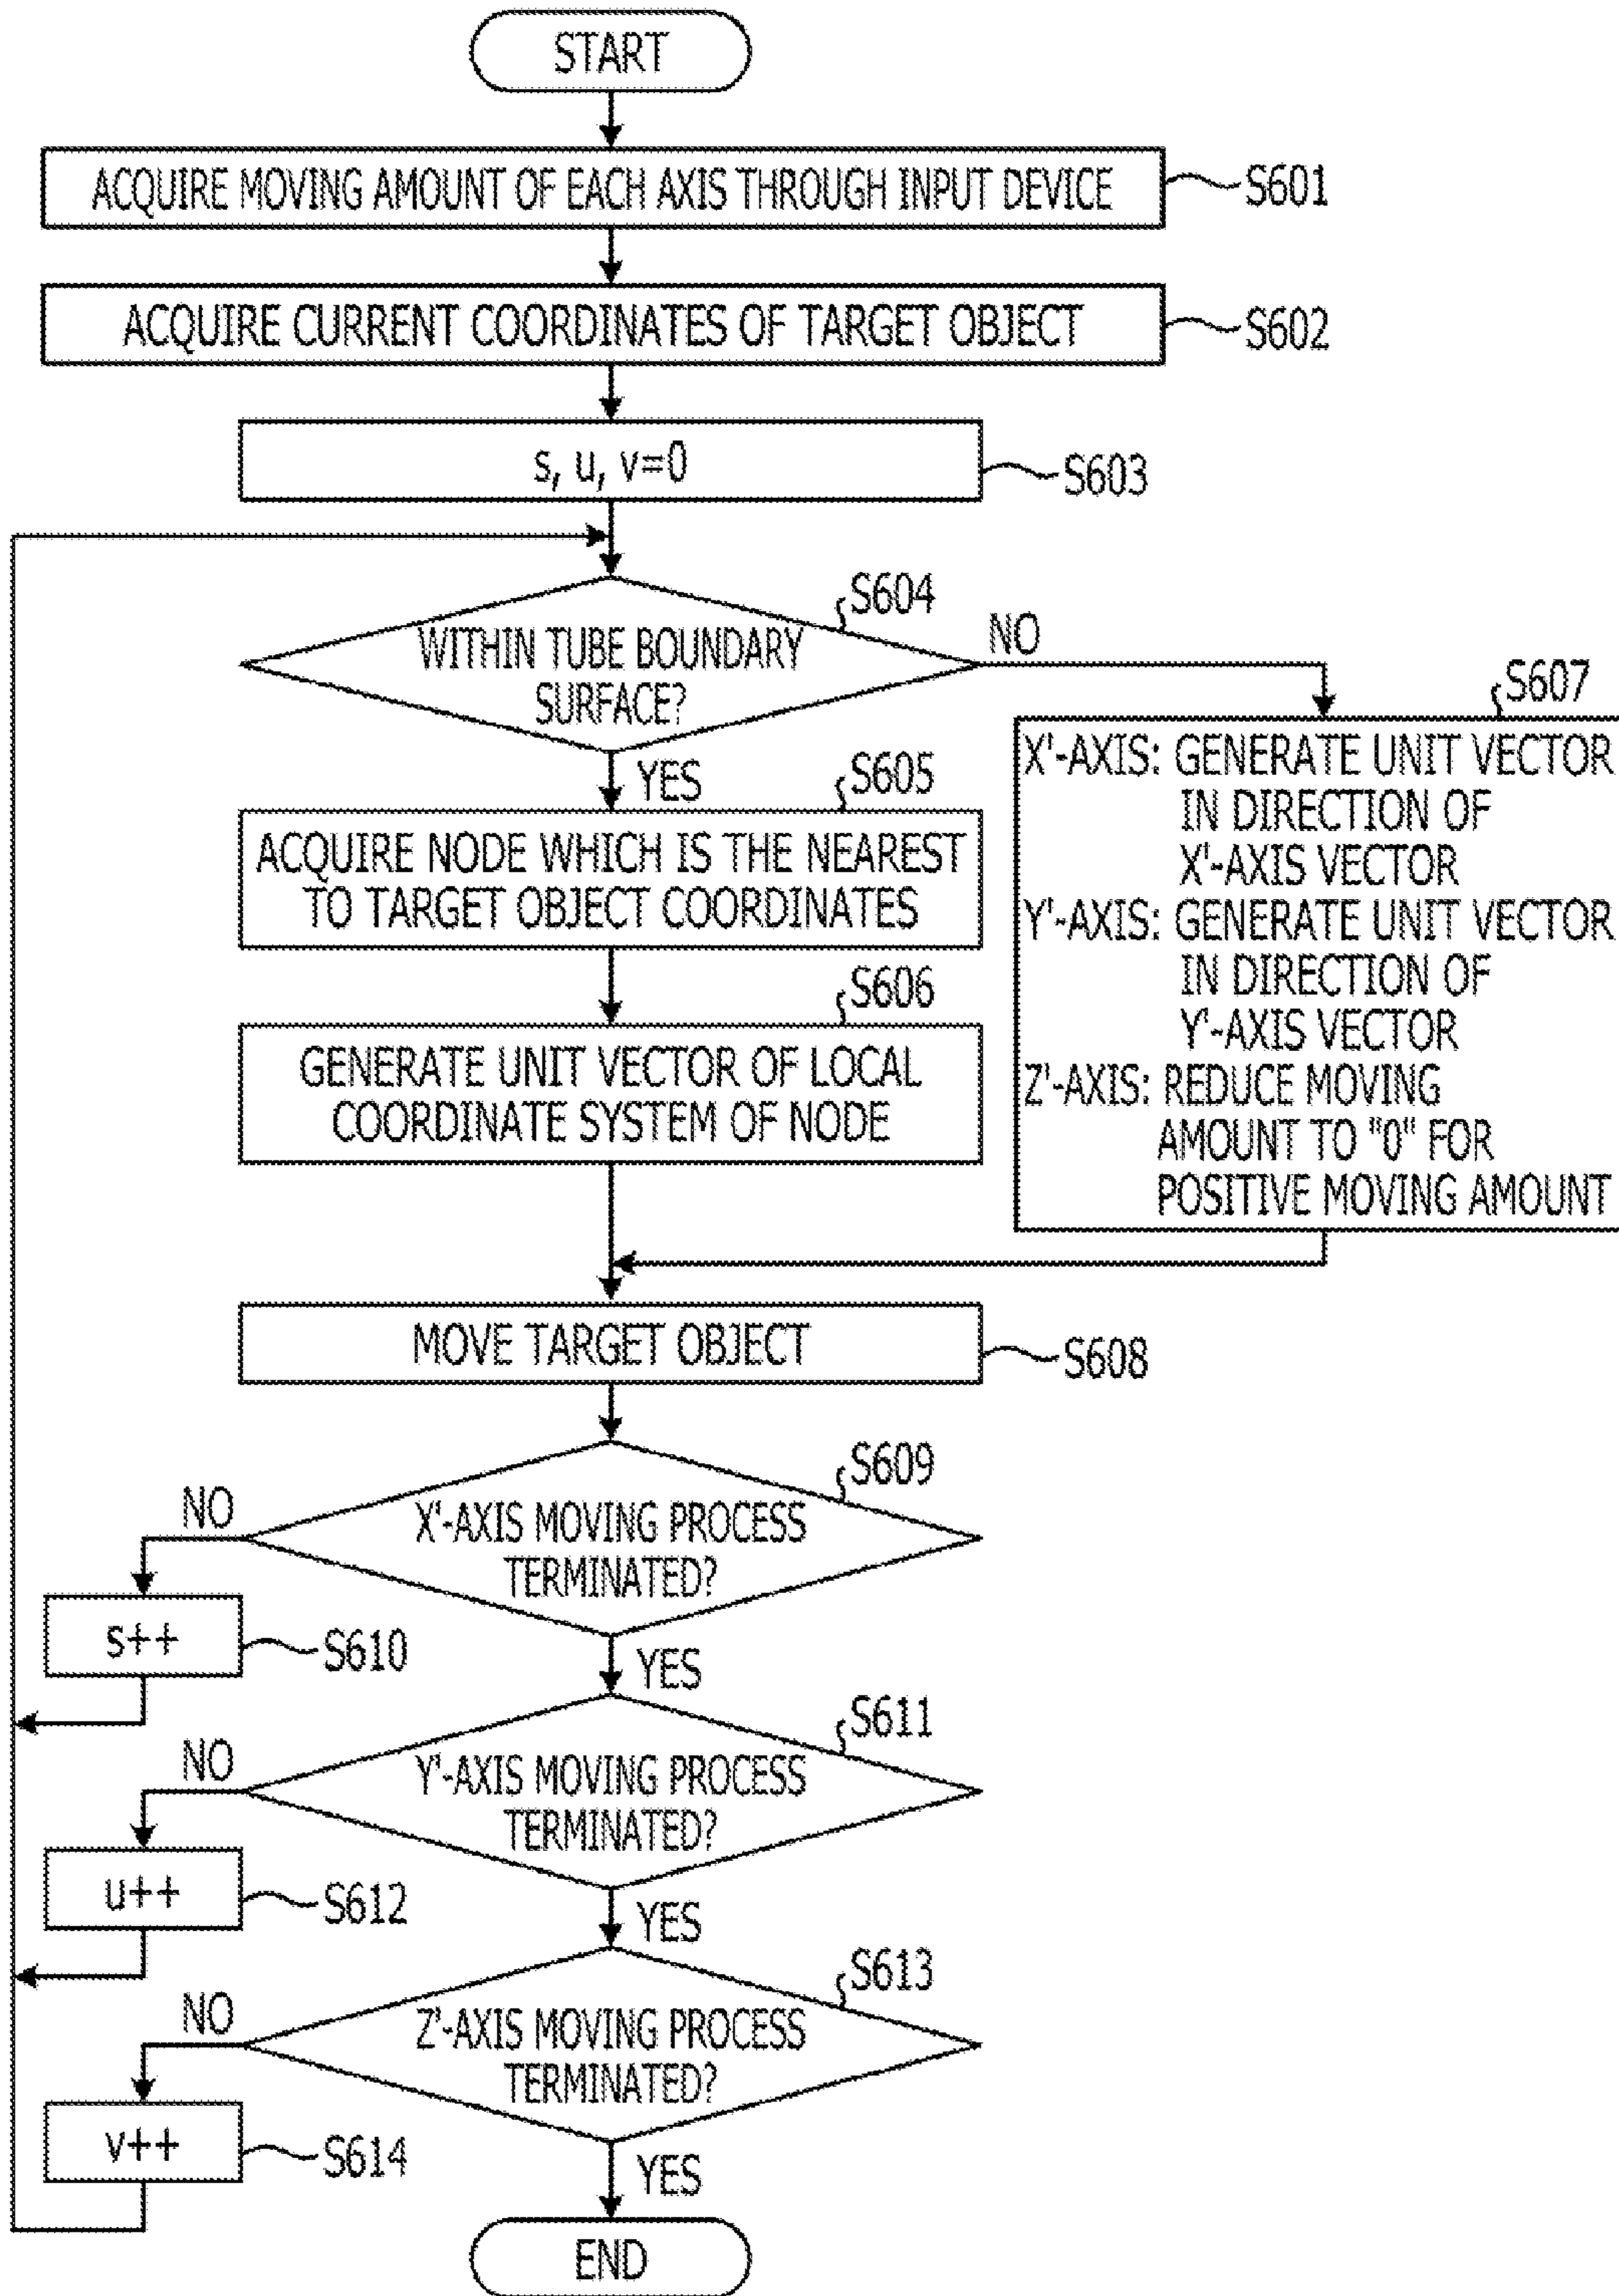 START
ACQUIRE MOVING AMOUNT OF EACH AXIS THROUGH INPUT DEVICE
S601
ACQUIRE CURRENT COORDINATES OF TARGET OBJECT
S602
s, u, v=0
S603
S604
WITHIN TUBE BOUNDARY
SURFACE?
NO
YES
S605
ACQUIRE NODE WHICH IS THE NEAREST
TO TARGET OBJECT COORDINATES
S606
GENERATE UNIT VECTOR OF LOCAL
COORDINATE SYSTEM OF NODE
S607
X'-AXIS: GENERATE UNIT VECTOR
IN DIRECTION OF
X'-AXIS VECTOR
Y'-AXIS: GENERATE UNIT VECTOR
IN DIRECTION OF
Y'-AXIS VECTOR
Z'-AXIS: REDUCE MOVING
AMOUNT TO "0" FOR
POSITIVE MOVING AMOUNT
MOVE TARGET OBJECT
S608
S609
X'-AXIS MOVING PROCESS
TERMINATED?
NO
s++
S610
YES
S611
Y'-AXIS MOVING PROCESS
TERMINATED?
NO
u++
S612
YES
S613
Z'-AXIS MOVING PROCESS
TERMINATED?
NO
v++
S614
YES
END